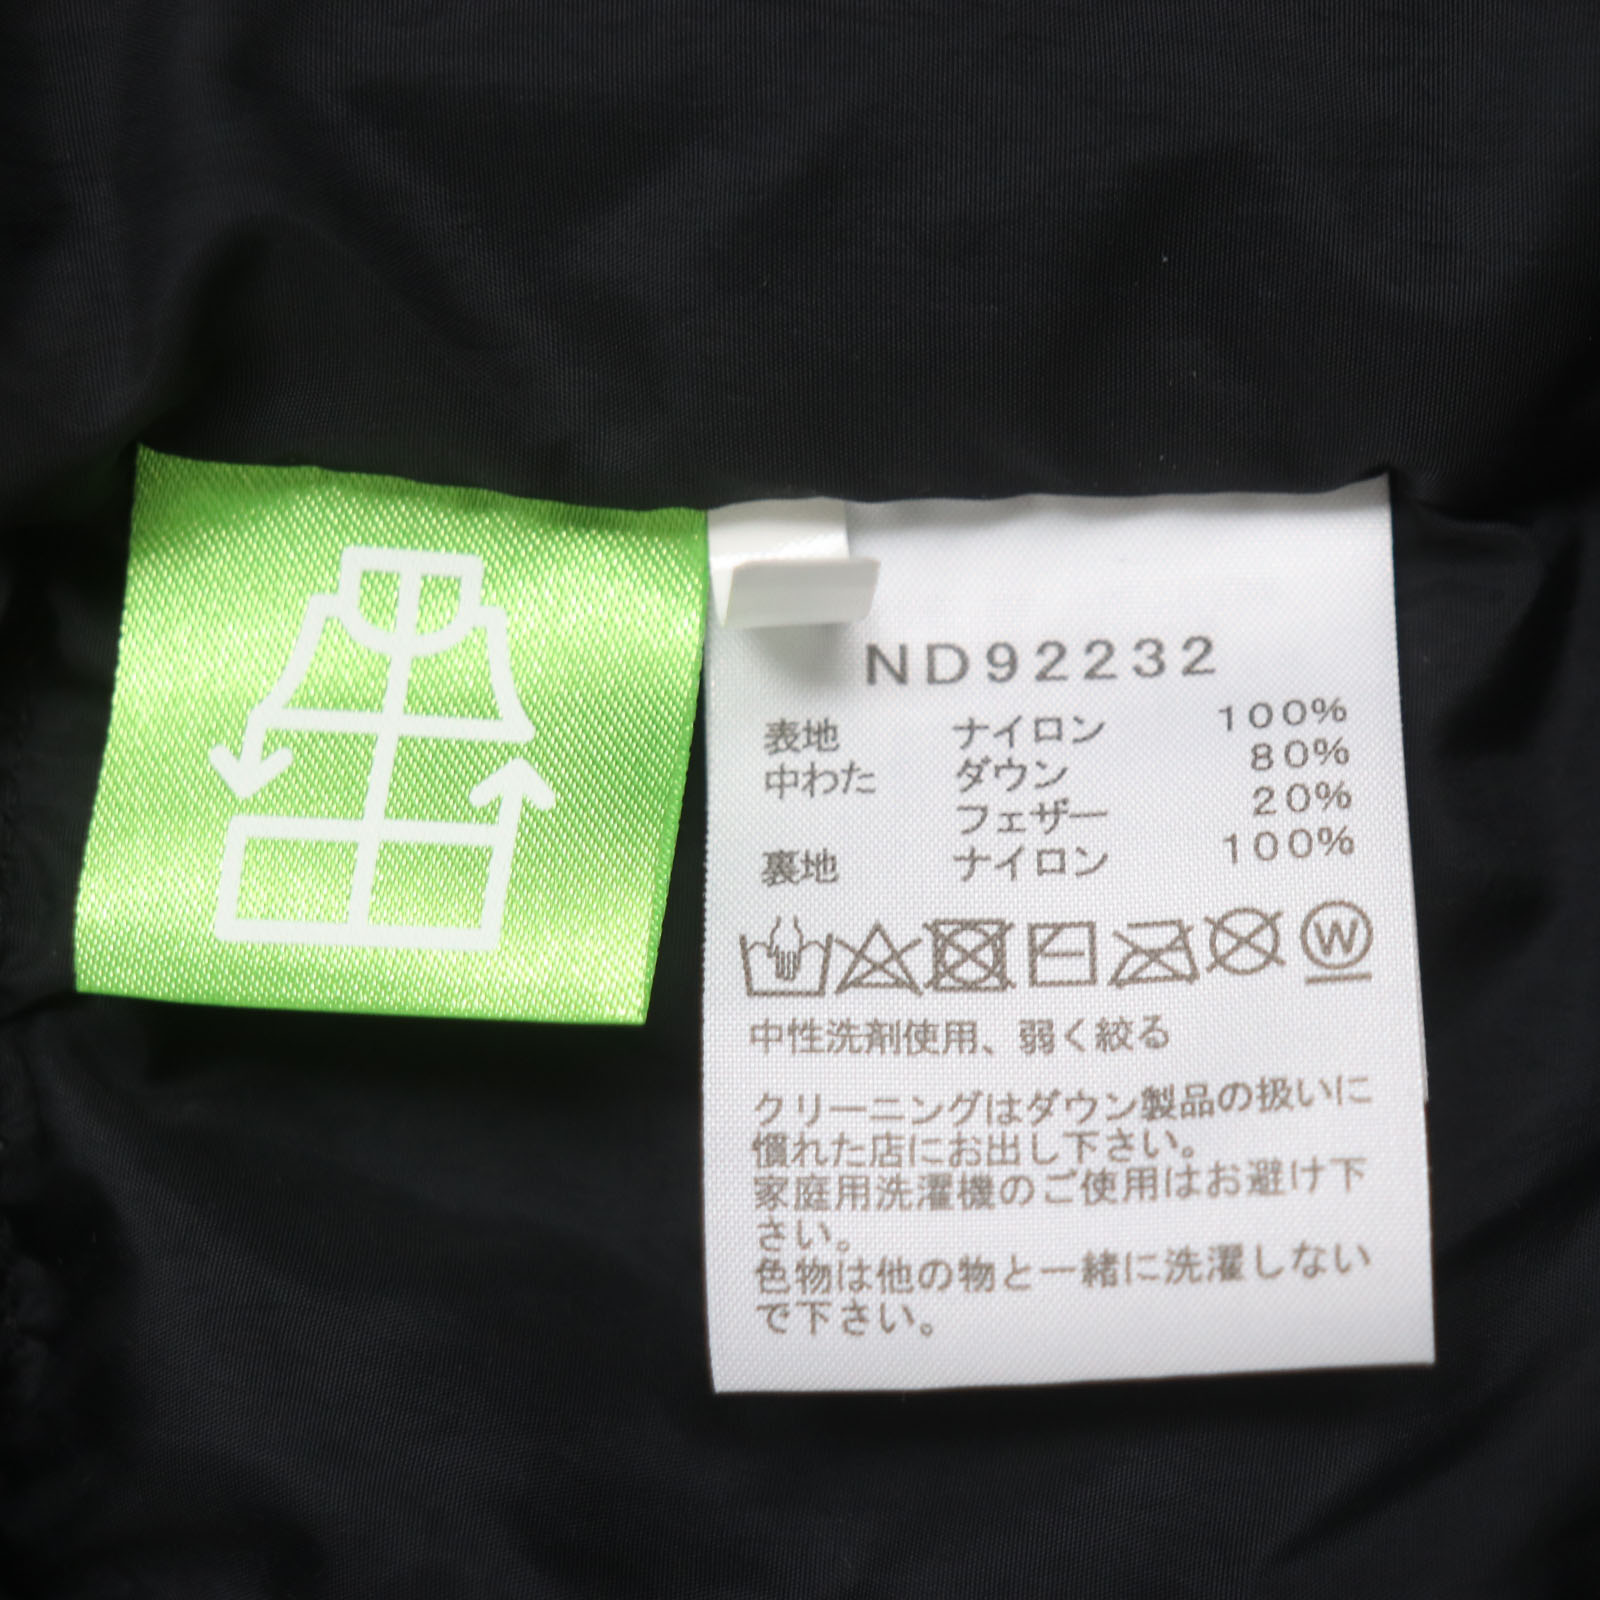 ND92232
表地 ナイロン 100%
中わた ダウン 80%
フェザー 20%
裏地 ナイロン 100%
W
中性洗剤使用、弱く絞る
クリーニングはダウン製品の扱いに
慣れた店にお出し下さい。
家庭用洗濯機のご使用はお避け下
さい。
色物は他の物と一緒に洗濯しない
で下さい。